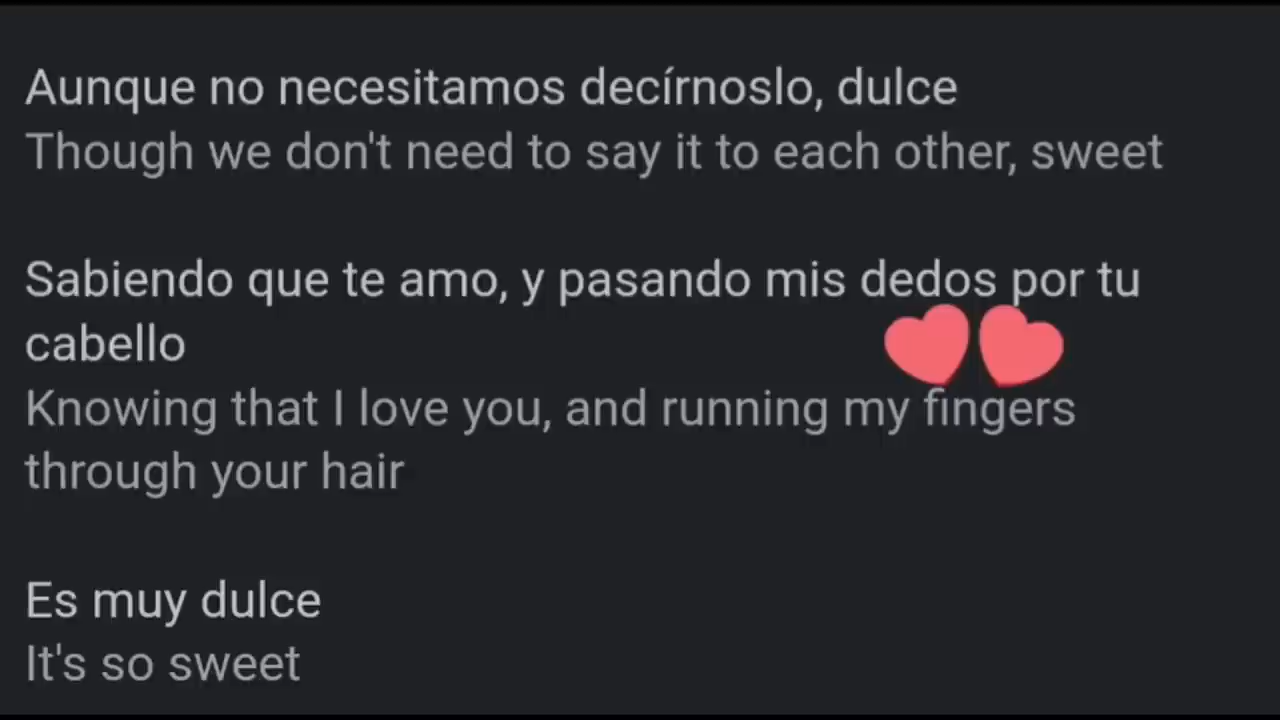 Aunque no necesitamos decírnoslo, dulce
Though we don't need to say it to each other, sweet
Sabiendo que te amo, y pasando mis dedos por tu
cabello
Knowing that I love you, and running my fingers
through your hair
Es muy dulce
It's so sweet